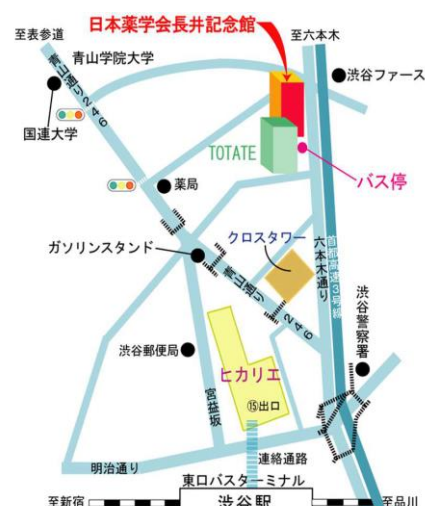 日本薬学会長井記念館
至表参道
青山学院大学
至六本木
青山通り246
渋谷ファース
国連大学
TOTATE
バス停
薬局
クロスタワー
ガソリンスタンド
青山通り
246
六本木通り
首都高速3号線
渋谷警察署
渋谷郵便局
ヒカリエ
宮益坂
⑮出口
連絡通路
明治通り
東口バスターミナル
至新宿
渋谷駅
至品川